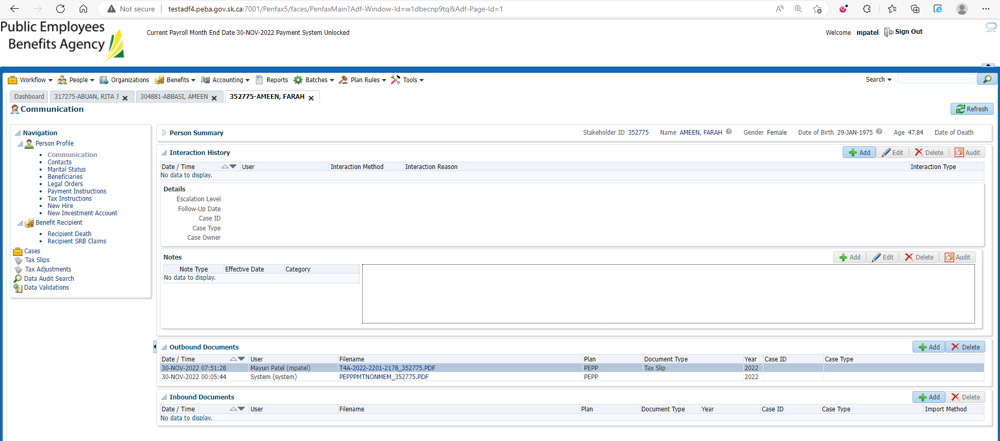 Not secure | testadf4.peba.gov.sk.ca:7001/Penfax5/faces/PenfaxMain?Adf-Window-Id=w1dbecnp9tq&Adf-Page-Id=1
Public Employees
Benefits Agency
Current Payroll Month End Date 30-NOV-2022 Payment System Unlocked
Welcome mpatel Sign Out
Workflow People Organizations Benefits Accounting Reports Batches Plan Rules Tools Search
Dashboard 317275-ABUAN, RITA J 304881-ABBASI, AMEEN 352775-AMEEN, FARAH
Communication
Refresh
Navigation
Person Profile
Communication
Contacts
Marital Status
Beneficiaries
Legal Orders
Payment Instructions
Tax Instructions
New Hire
New Investment Account
Benefit Recipient
Recipient Death
Recipient SRB Claims
Cases
Tax Slips
Tax Adjustments
Data Audit Search
Data Validations
Person Summary
Stakeholder ID 352775 Name AMEEN, FARAH Gender Female Date of Birth 29-JAN-1975 Age 47.84 Date of Death
Interaction History
Add Edit Delete Audit
Date / Time User Interaction Method Interaction Reason Interaction Type
No data to display.
Details
Escalation Level
Follow-Up Date
Case ID
Case Type
Case Owner
Notes
Add Edit Delete Audit
Note Type Effective Date Category
No data to display.
Outbound Documents
Add Delete
Date / Time User Filename Plan Document Type Year Case ID Case Type
30-NOV-2022 07:51:28 Mayuri Patel (mpatel) T4A-2022-2201-2178_352775.PDF PEPP Tax Slip 2022
30-NOV-2022 00:05:44 System (system) PEPPPMTNONMEM_352775.PDF PEPP 2022
Inbound Documents
Add Delete
Date / Time User Filename Plan Document Type Year Case ID Case Type Import Method
No data to display.